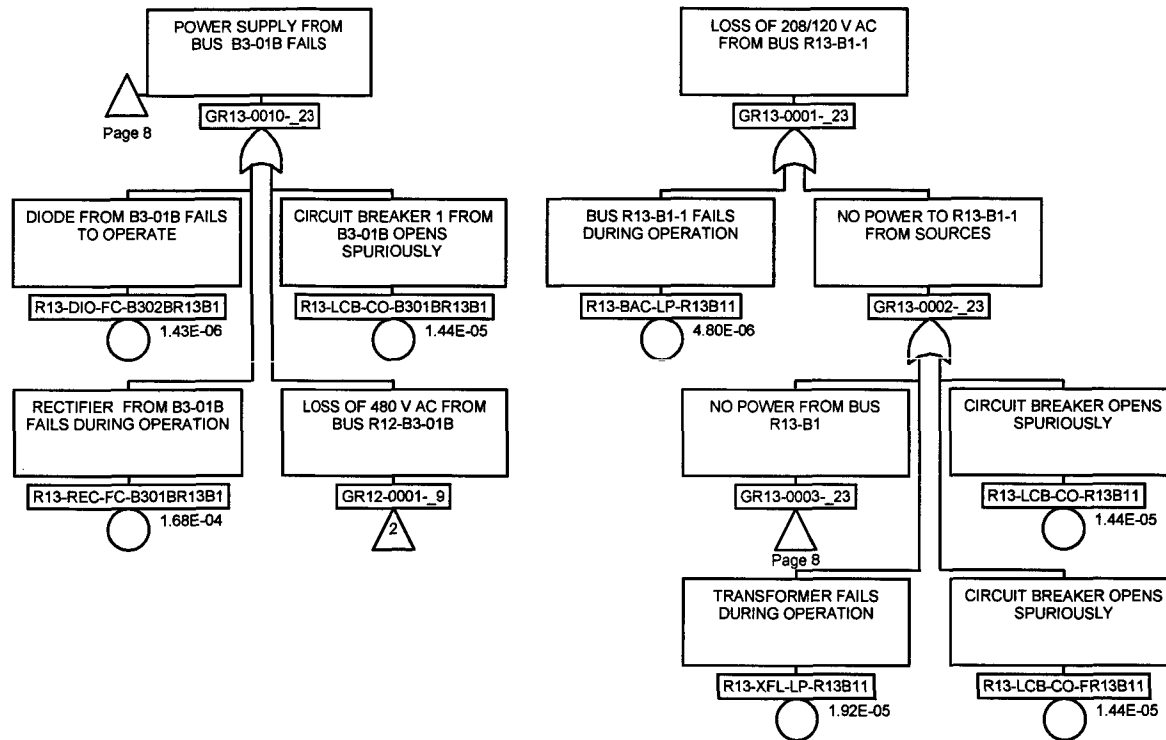 POWER SUPPLY FROM
BUS B3-01B FAILS
Page 8
GR13-0010-_23
DIODE FROM B3-01B FAILS
TO OPERATE
R13-DIO-FC-B302BR13B1
1.43E-06
CIRCUIT BREAKER 1 FROM
B3-01B OPENS
SPURIOUSLY
R13-LCB-CO-B301BR13B1
1.44E-05
RECTIFIER FROM B3-01B
FAILS DURING OPERATION
R13-REC-FC-B301BR13B1
1.68E-04
LOSS OF 480 V AC FROM
BUS R12-B3-01B
GR12-0001-_9
2
LOSS OF 208/120 V AC
FROM BUS R13-B1-1
GR13-0001-_23
BUS R13-B1-1 FAILS
DURING OPERATION
R13-BAC-LP-R13B11
4.80E-06
NO POWER TO R13-B1-1
FROM SOURCES
GR13-0002-_23
NO POWER FROM BUS
R13-B1
GR13-0003-_23
Page 8
CIRCUIT BREAKER OPENS
SPURIOUSLY
R13-LCB-CO-R13B11
1.44E-05
TRANSFORMER FAILS
DURING OPERATION
R13-XFL-LP-R13B11
1.92E-05
CIRCUIT BREAKER OPENS
SPURIOUSLY
R13-LCB-CO-FR13B11
1.44E-05